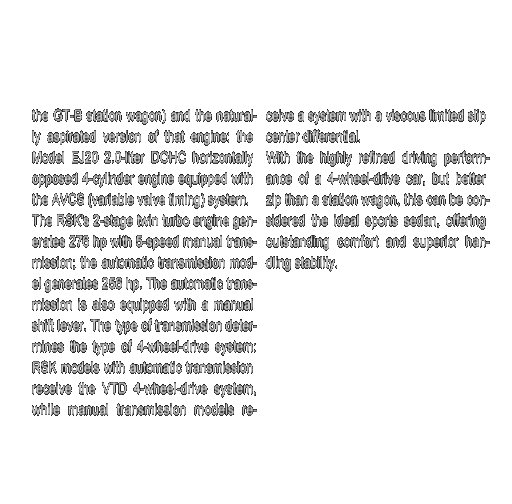 the GT-B station wagon) and the natural-
ly aspirated version of that engine: the
Model EJ20 2.0-liter DOHC horizontally
opposed 4-cylinder engine equipped with
the AVCS (variable valve timing) system.
The RSK's 2-stage twin turbo engine gen-
erates 276 hp with 5-speed manual trans-
mission; the automatic transmission mod-
el generates 256 hp. The automatic trans-
mission is also equipped with a manual
shift lever. The type of transmission deter-
mines the type of 4-wheel-drive system:
RSK models with automatic transmission
receive the VTD 4-wheel-drive system,
while manual transmission models re-
ceive a system with a viscous limited slip
center differential.
With the highly refined driving perform-
ance of a 4-wheel-drive car, but better
zip than a station wagon, this can be con-
sidered the ideal sports sedan, offering
outstanding comfort and superior han-
dling stability.